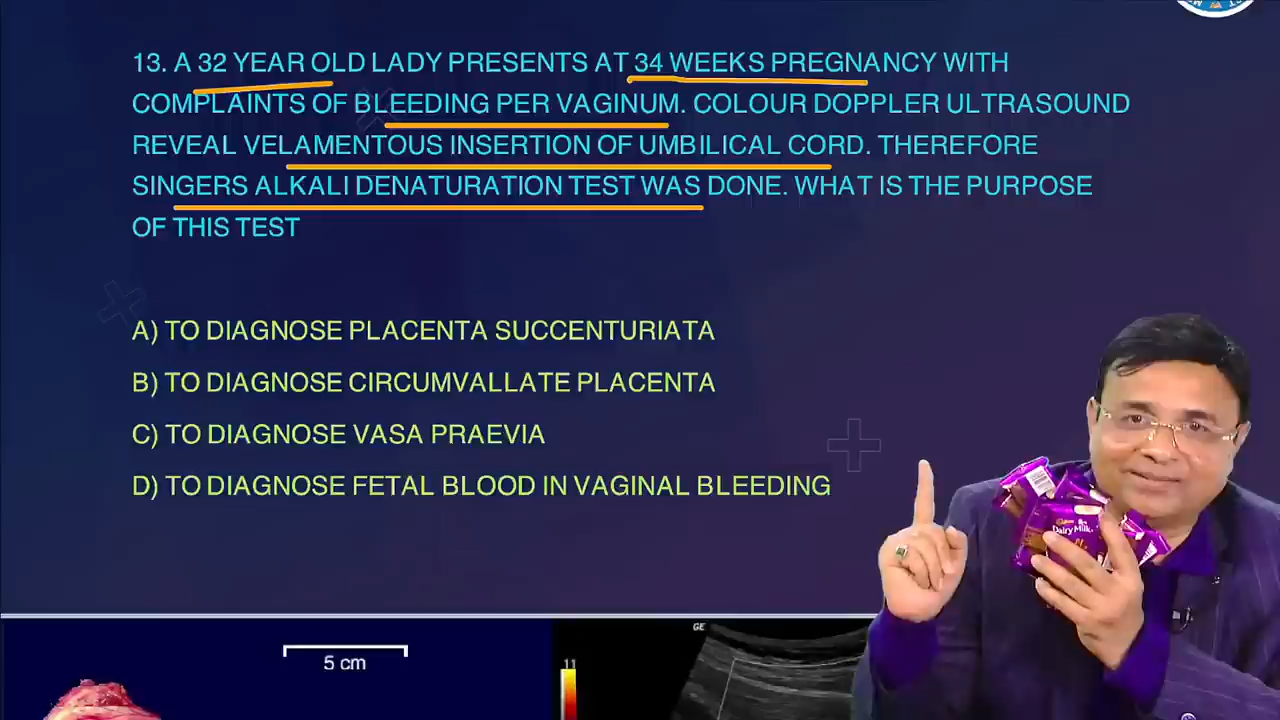 13. A 32 YEAR OLD LADY PRESENTS AT 34 WEEKS PREGNANCY WITH
COMPLAINTS OF BLEEDING PER VAGINUM. COLOUR DOPPLER ULTRASOUND
REVEAL VELAMENTOUS INSERTION OF UMBILICAL CORD. THEREFORE
SINGERS ALKALI DENATURATION TEST WAS DONE. WHAT IS THE PURPOSE
OF THIS TEST
A) TO DIAGNOSE PLACENTA SUCCENTURIATA
B) TO DIAGNOSE CIRCUMVALLATE PLACENTA
C) TO DIAGNOSE VASA PRAEVIA
D) TO DIAGNOSE FETAL BLOOD IN VAGINAL BLEEDING
Cadbury
Dairy Milk
5 cm
11
GE